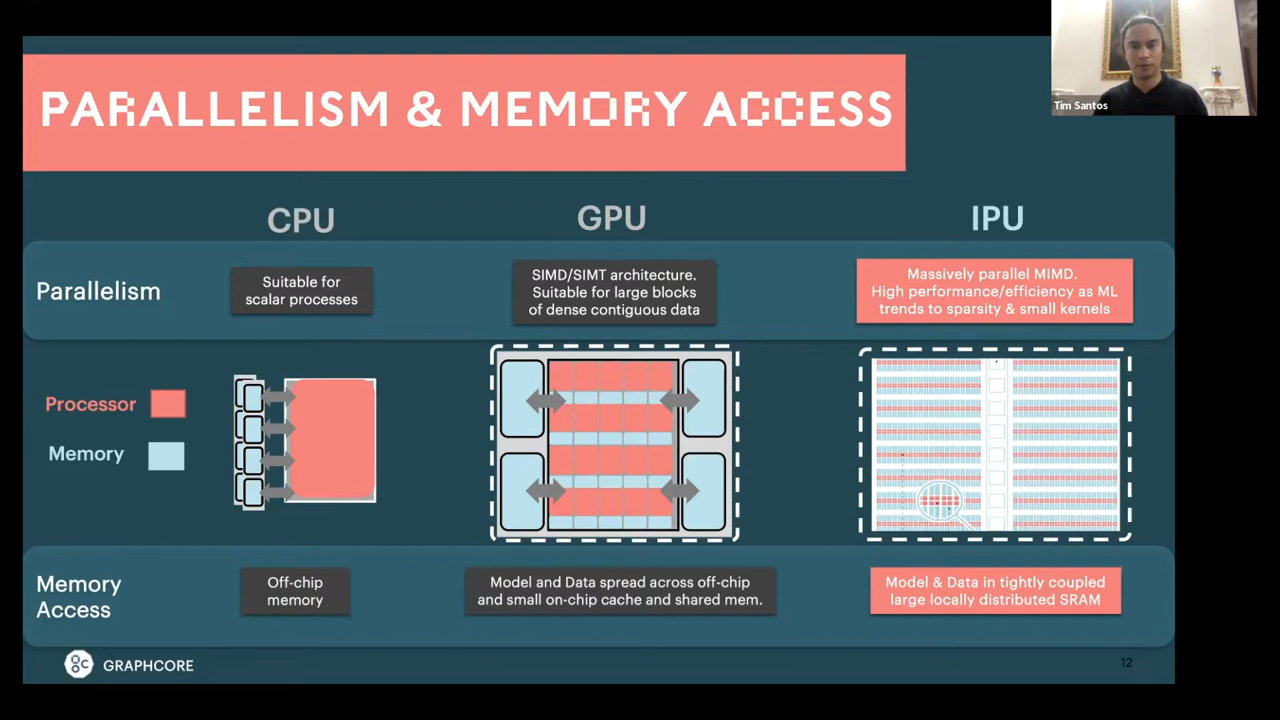 PARALLELISM & MEMORY ACCESS
Tim Santos
CPU
GPU
IPU
Parallelism
Suitable for
scalar processes
SIMD/SIMT architecture.
Suitable for large blocks
of dense contiguous data
Massively parallel MIMD.
High performance/efficiency as ML
trends to sparsity & small kernels
Processor
Memory
Memory
Access
Off-chip
memory
Model and Data spread across off-chip
and small on-chip cache and shared mem.
Model & Data in tightly coupled
large locally distributed SRAM
GRAPHCORE
12